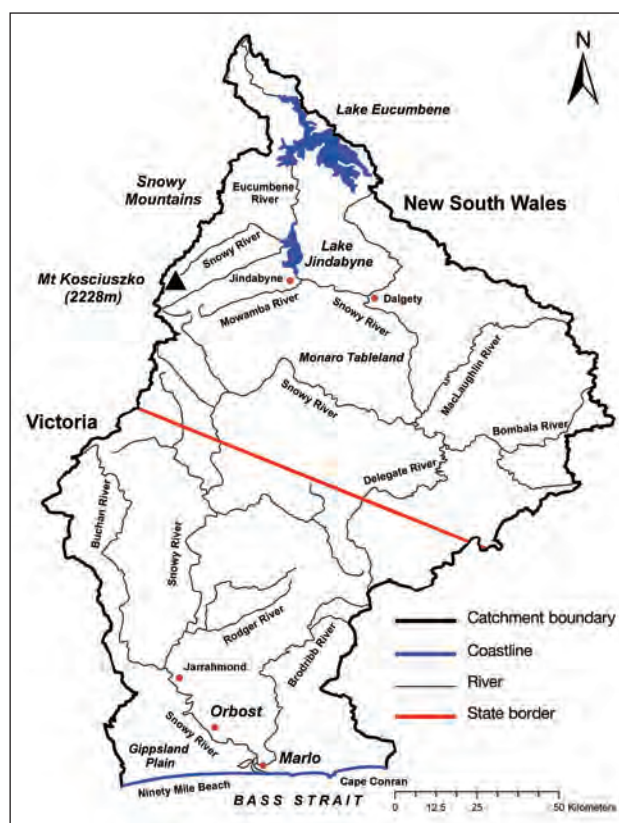 N
Lake Eucumbene
Snowy
Mountains
Eucumbene
River
New South Wales
Snowy River
Lake
Jindabyne
Mt Kosciuszko
(2228m)
Jindabyne
Dalgety
Mowamba River
Snowy River
Monaro Tableland
MacLaughlin River
Snowy River
Victoria
Bombala River
Delegate River
Buchan River
Snowy River
Rodger River
Brodribb River
Catchment boundary
Coastline
River
State border
Jarrahmond
Orbost
Snowy River
Gippsland
Plain
Marlo
Ninety Mile Beach
Cape Conran
BASS STRAIT
0 12.5 25 50 Kilometers